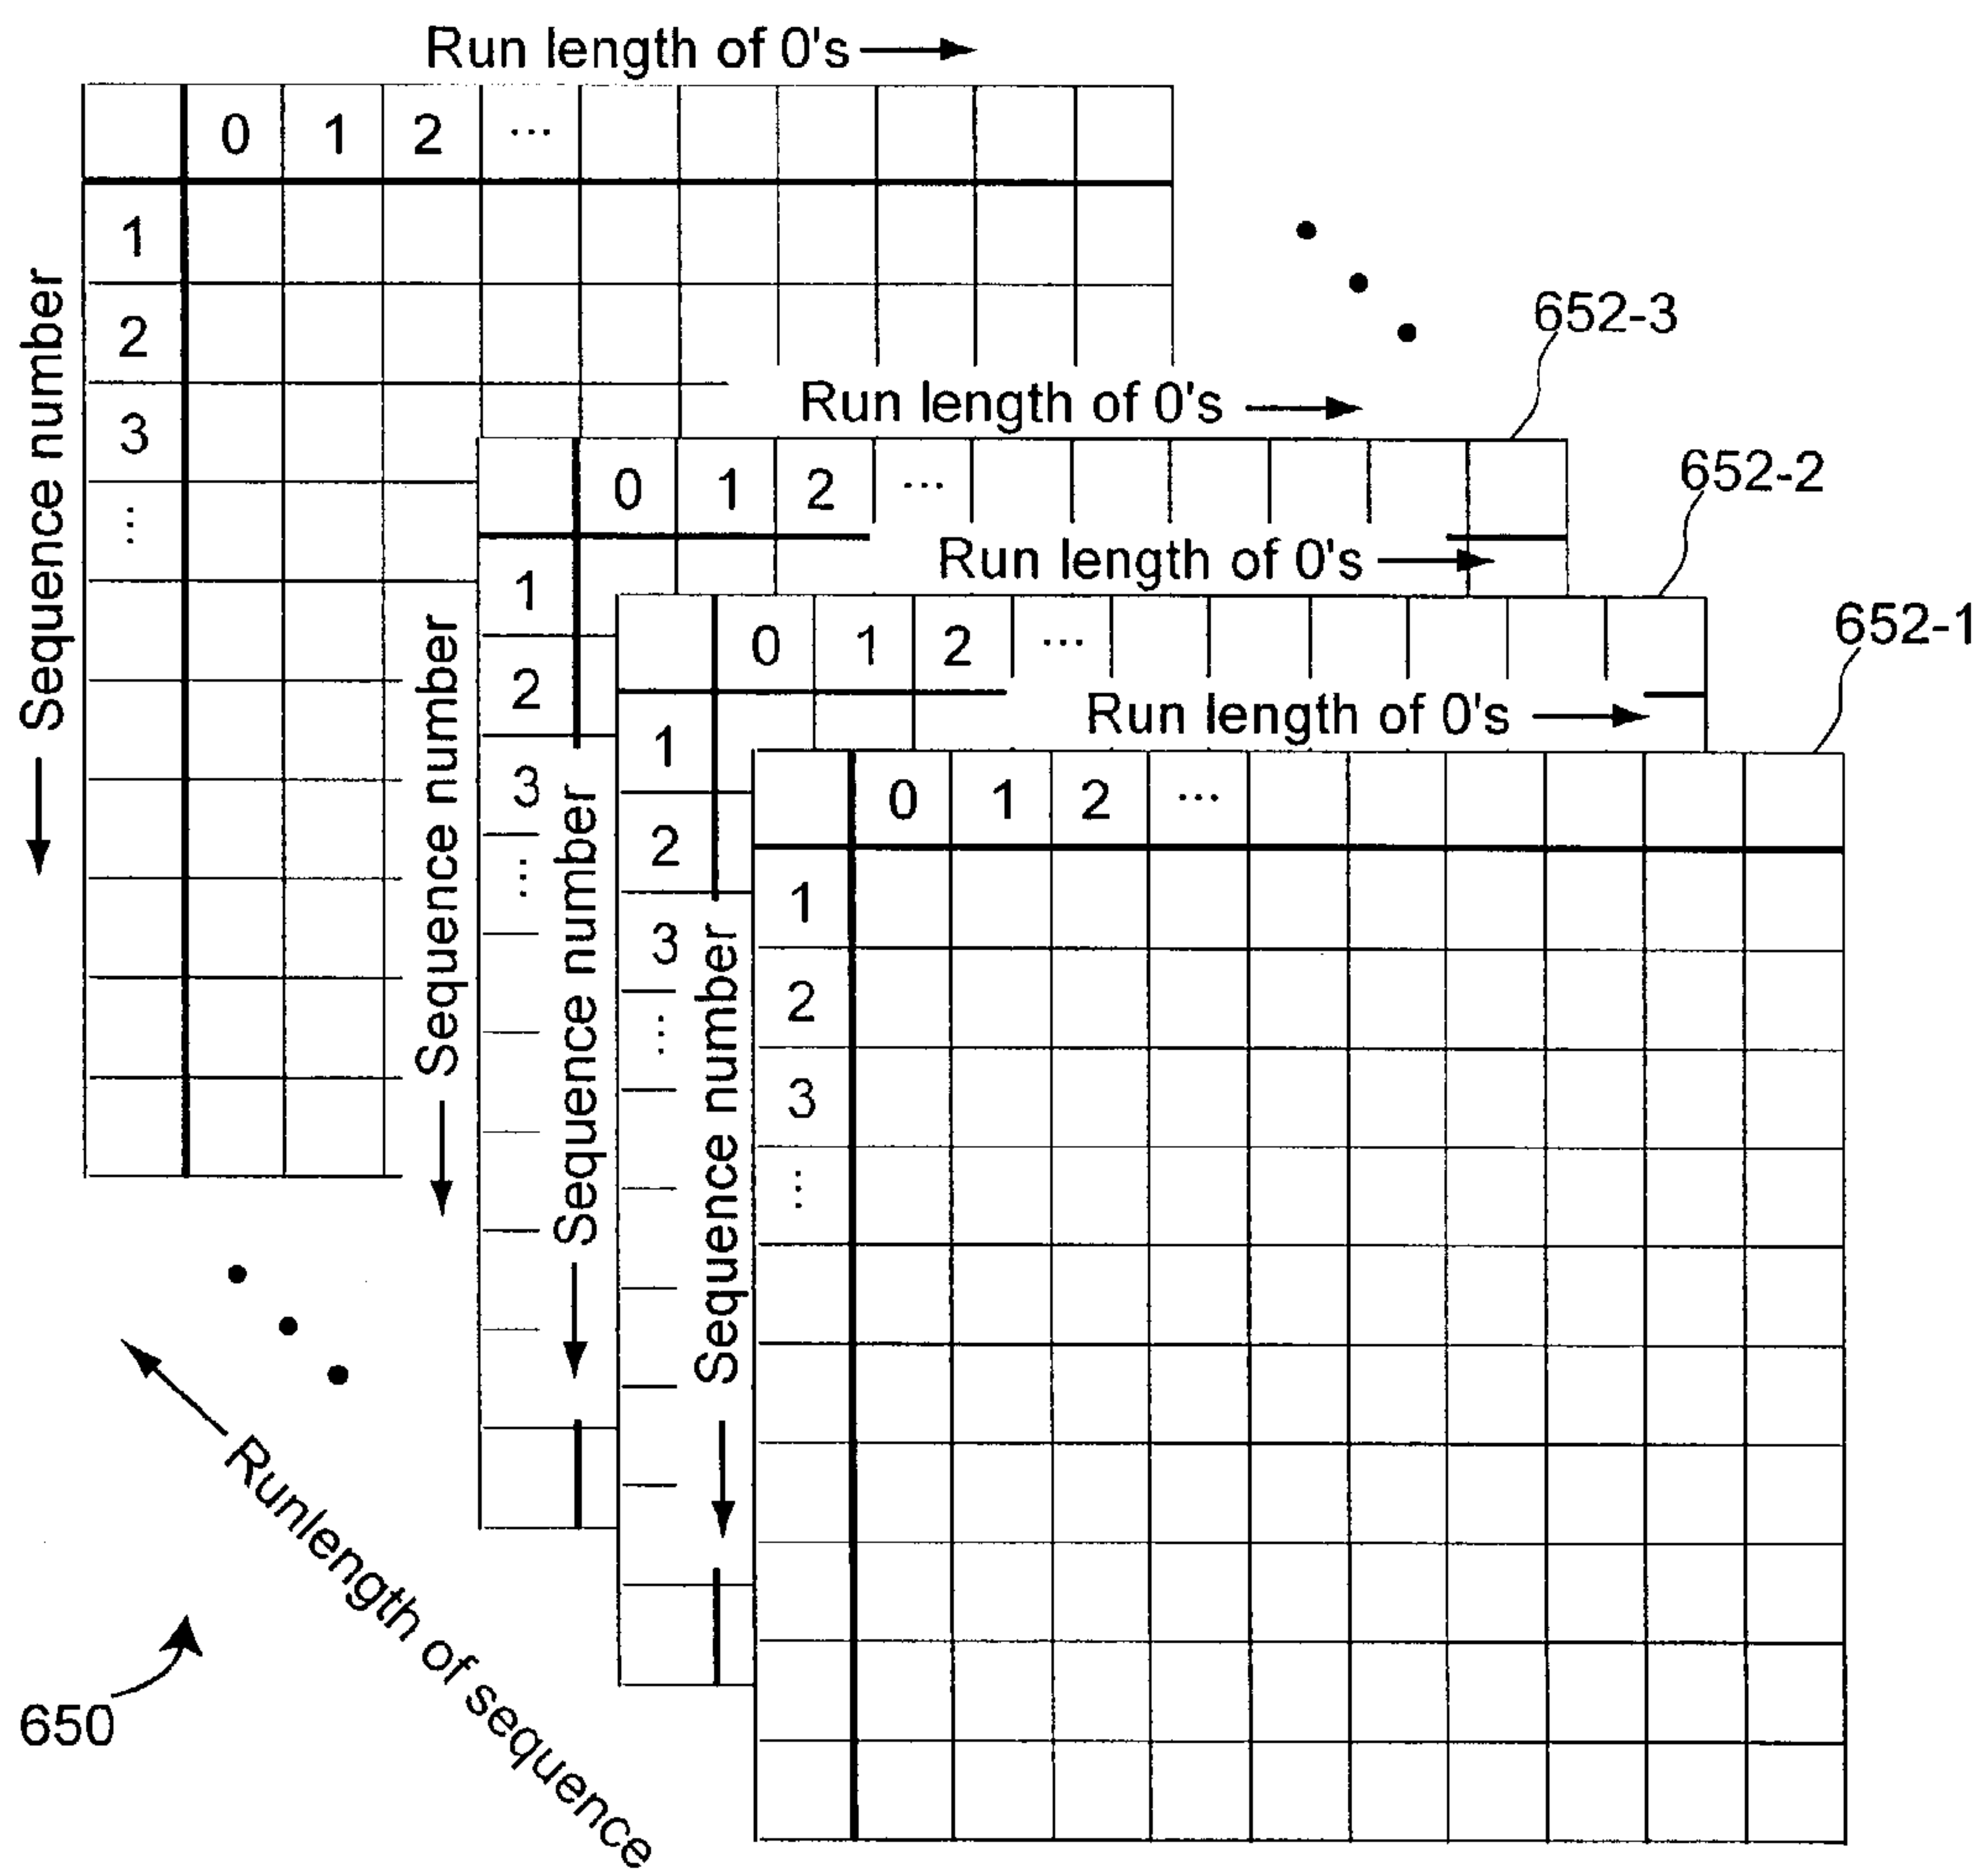 Run length of 0's
0 1 2 ...
1
2
3
...
Sequence number
652-3
Run length of 0's
0 1 2 ...
1
2
3
...
Sequence number
652-2
Run length of 0's
0 1 2 ...
1
2
3
...
Sequence number
652-1
Run length of 0's
0 1 2 ...
1
2
3
...
Sequence number
Runlength of sequence
650